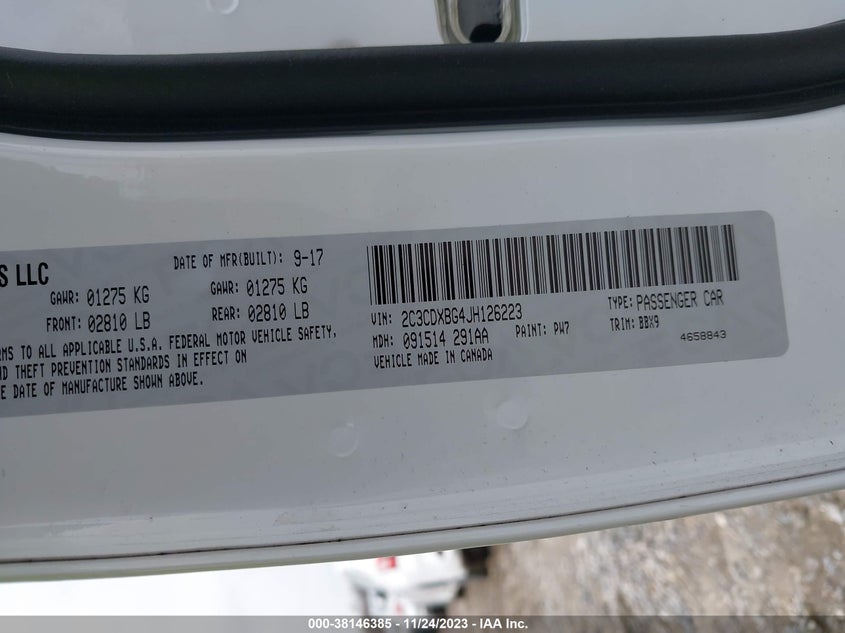 S LLC
DATE OF MFR(BUILT): 9-17
GAWR: 01275 KG
GAWR: 01275 KG
FRONT: 02810 LB
REAR: 02810 LB
RMS TO ALL APPLICABLE U.S.A. FEDERAL MOTOR VEHICLE SAFETY,
ND THEFT PREVENTION STANDARDS IN EFFECT ON
E DATE OF MANUFACTURE SHOWN ABOVE.
VIN: 2C3CDXBG4JH126223
TYPE: PASSENGER CAR
MDH: 091514 291AA
PAINT: PW7
TRIM: BBX9
VEHICLE MADE IN CANADA
4658843
000-38146385 - 11/24/2023 - IAA Inc.